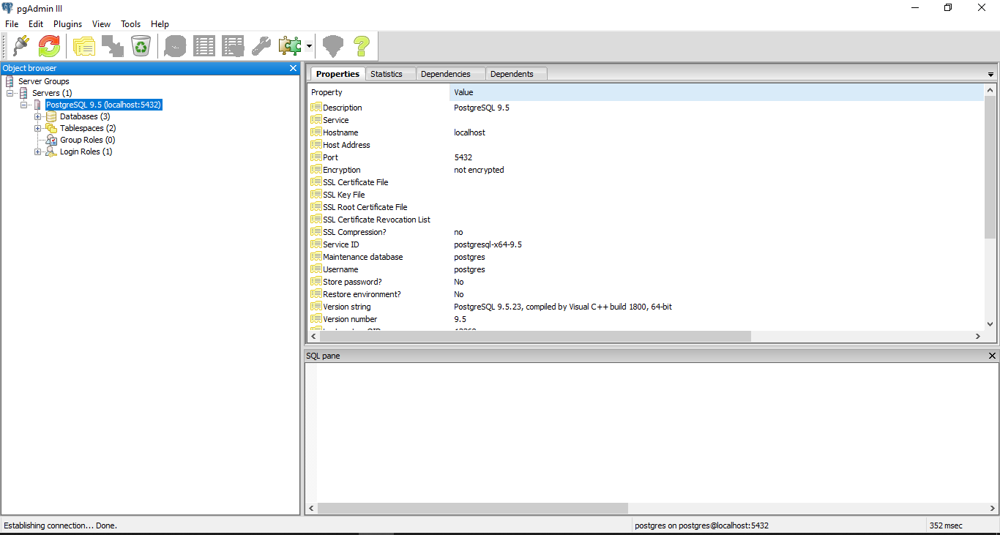 pgAdmin III
File Edit Plugins View Tools Help
Object browser
Server Groups
Servers (1)
PostgreSQL 9.5 (localhost:5432)
Databases (3)
Tablespaces (2)
Group Roles (0)
Login Roles (1)
Properties Statistics Dependencies Dependents
Property Value
Description PostgreSQL 9.5
Service
Hostname localhost
Host Address
Port 5432
Encryption not encrypted
SSL Certificate File
SSL Key File
SSL Root Certificate File
SSL Certificate Revocation List
SSL Compression? no
Service ID postgresql-x64-9.5
Maintenance database postgres
Username postgres
Store password? No
Restore environment? No
Version string PostgreSQL 9.5.23, compiled by Visual C++ build 1800, 64-bit
Version number 9.5
SQL pane
Establishing connection... Done.
postgres on postgres@localhost:5432
352 msec